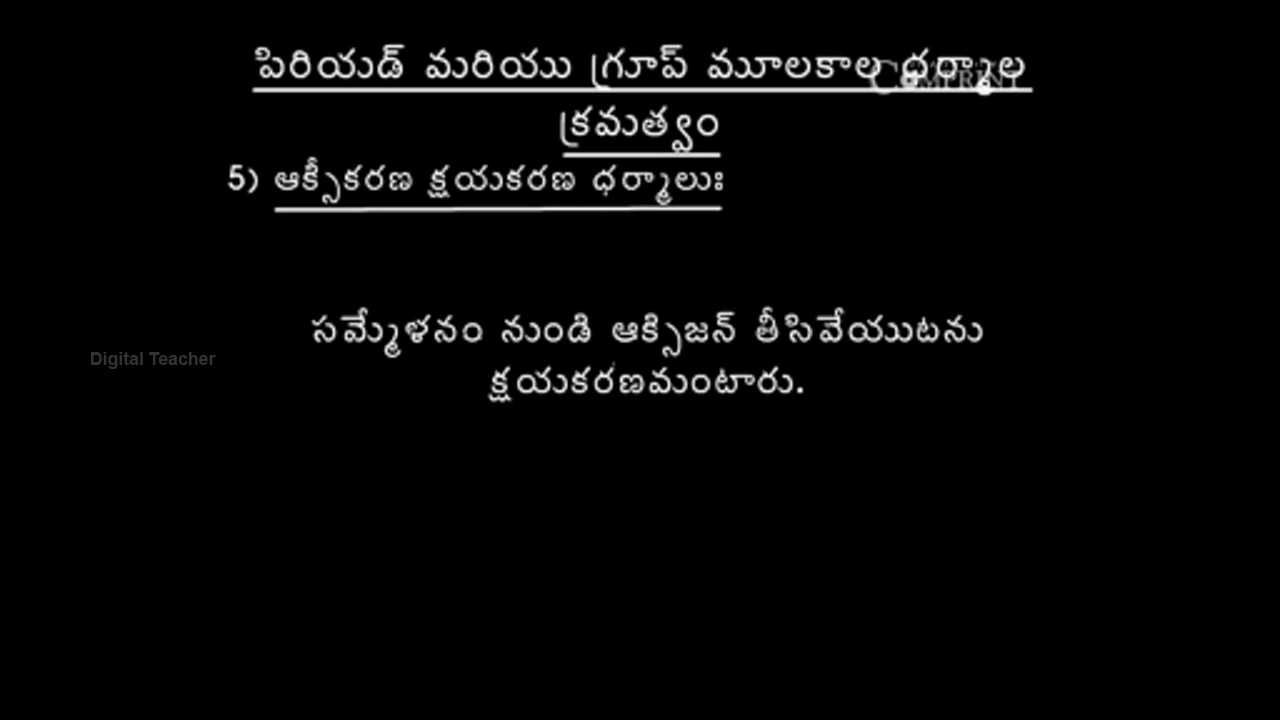 పిరియడ్ మరియు గ్రూప్ మూలకాల ధర్మాల
క్రమత్వం
5) ఆక్సీకరణ క్షయకరణ ధర్మాలుః
సమ్మేళనం నుండి ఆక్సిజన్ తీసివేయుటను
Digital Teacher
క్షయకరణమంటారు.